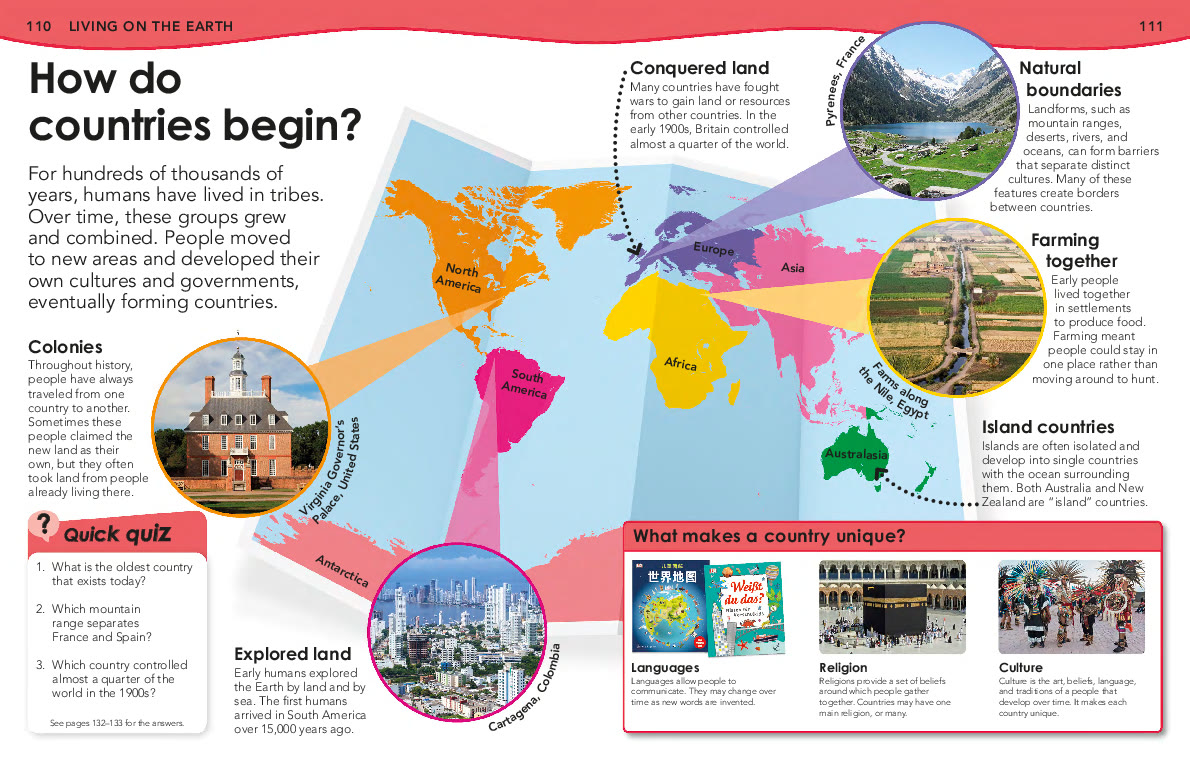 110 LIVING ON THE EARTH
111
How do
countries begin?
For hundreds of thousands of
years, humans have lived in tribes.
Over time, these groups grew
and combined. People moved
to new areas and developed their
own cultures and governments,
eventually forming countries.
Conquered land
Many countries have fought
wars to gain land or resources
from other countries. In the
early 1900s, Britain controlled
almost a quarter of the world.
Pyrenees, France
Natural
boundaries
Landforms, such as
mountain ranges,
deserts, rivers, and
oceans, can form barriers
that separate distinct
cultures. Many of these
features create borders
between countries.
Farming
together
Early people
lived together
in settlements
to produce food.
Farming meant
people could stay in
one place rather than
moving around to hunt.
Farms along
the Nile, Egypt
North
America
Europe
Asia
Africa
South
America
Australasia
Antarctica
Colonies
Throughout history,
people have always
traveled from one
country to another.
Sometimes these
people claimed the
new land as their
own, but they often
took land from people
already living there.
Virginia Governor's
Palace, United States
Island countries
Islands are often isolated and
develop into single countries
with the ocean surrounding
them. Both Australia and New
Zealand are “island” countries.
? Quick quiz
1. What is the oldest country
that exists today?
2. Which mountain
range separates
France and Spain?
3. Which country controlled
almost a quarter of the
world in the 1900s?
See pages 132–133 for the answers.
Explored land
Early humans explored
the Earth by land and by
sea. The first humans
arrived in South America
over 15,000 years ago.
Cartagena, Colombia
What makes a country unique?
世界地图
Weißt
du das?
Languages
Languages allow people to
communicate. They may change over
time as new words are invented.
Religion
Religions provide a set of beliefs
around which people gather
together. Countries may have one
main religion, or many.
Culture
Culture is the art, beliefs, language,
and traditions of a people that
develop over time. It makes each
country unique.